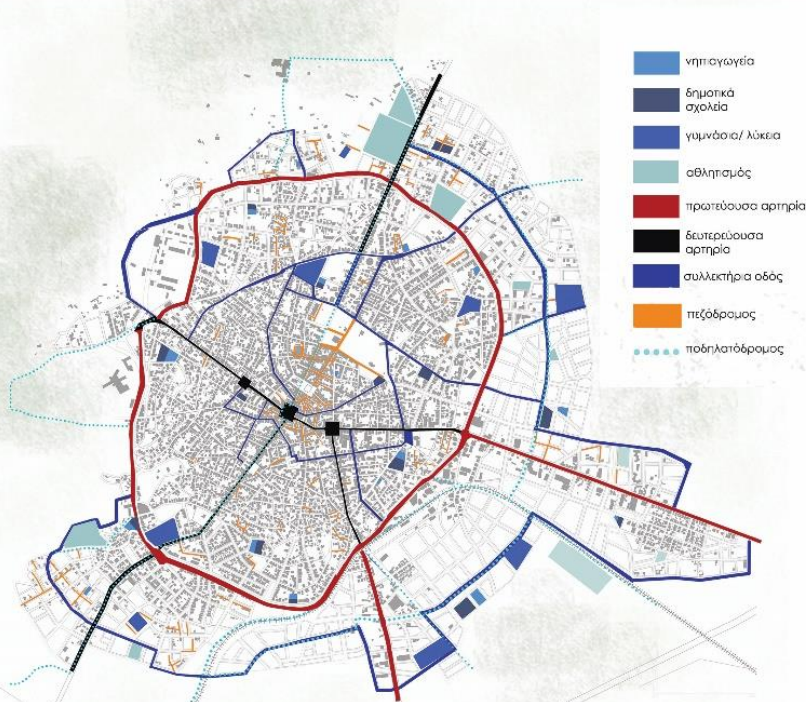 νηπιαγωγεία
δημοτικά
σχολεία
γυμνάσια/ λύκεια
αθλητισμός
πρωτεύουσα αρτηρία
δευτερεύουσα
αρτηρία
συλλεκτήρια οδός
πεζόδρομος
ποδηλατόδρομος